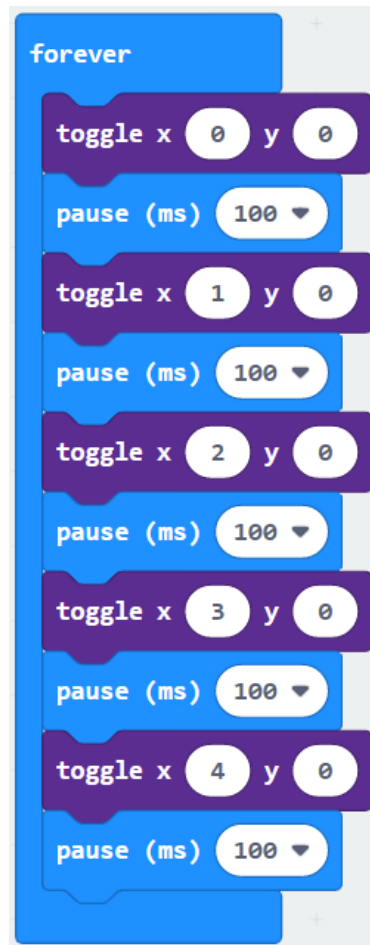 forever
toggle x 0 y 0
pause (ms) 100
toggle x 1 y 0
pause (ms) 100
toggle x 2 y 0
pause (ms) 100
toggle x 3 y 0
pause (ms) 100
toggle x 4 y 0
pause (ms) 100